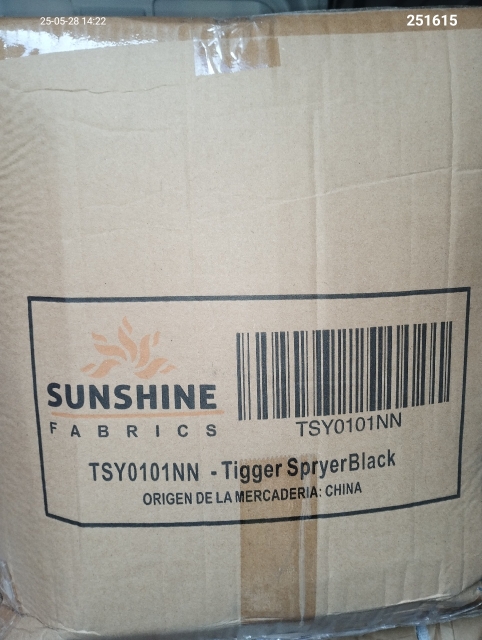 25-05-28 14:22
251615
SUNSHINE
FABRICS
TSY0101NN
TSY0101NN - Tigger SpryerBlack
ORIGEN DE LA MERCADERIA: CHINA